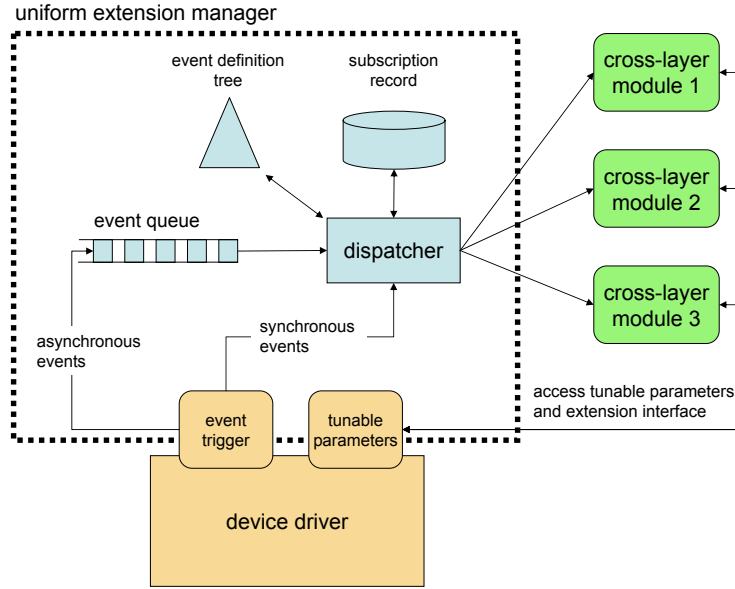 uniform extension manager
event definition
tree
subscription
record
cross-layer
module 1
cross-layer
module 2
event queue
dispatcher
cross-layer
module 3
asynchronous
events
synchronous
events
access tunable parameters
and extension interface
event
trigger
tunable
parameters
device driver